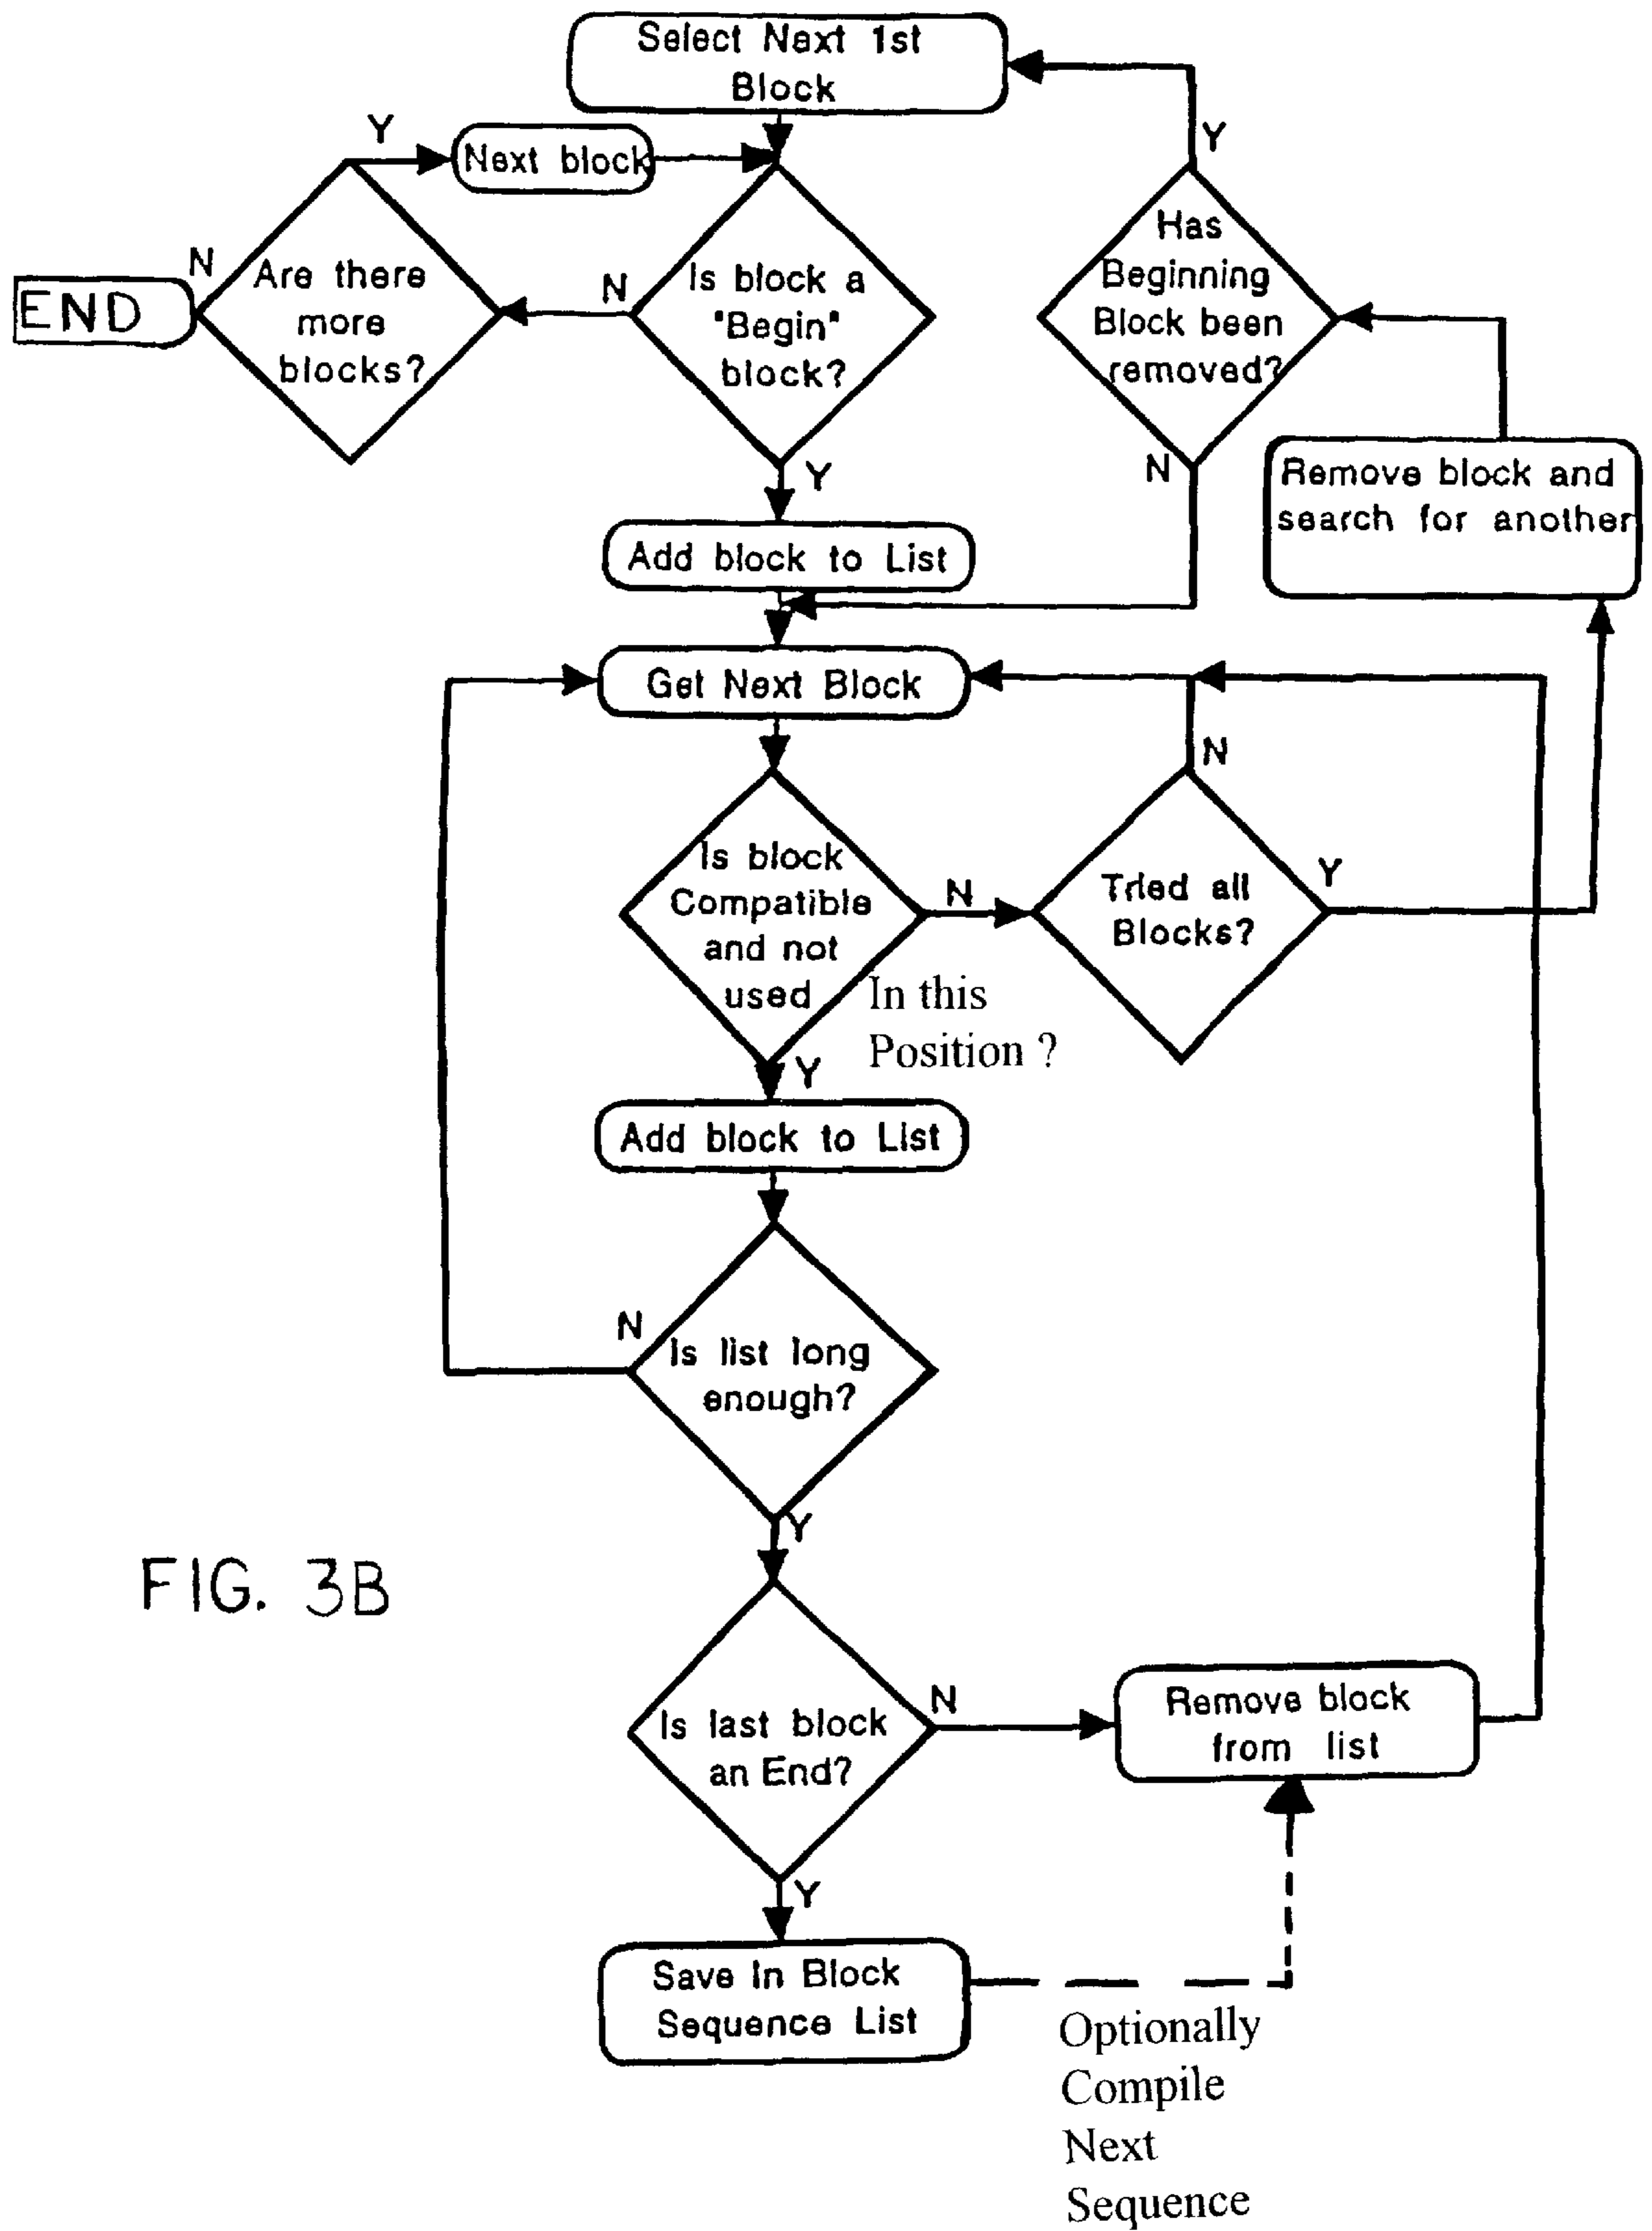 Select Next 1st
Block
Y
Next block
Y
Has
Beginning
Block been
removed?
N
Are there
more
blocks?
END
N
Is block a
"Begin"
block?
Y
N
Remove block and
search for another
Add block to List
Get Next Block
N
Is block
Compatible
and not
used
In this
Position ?
N
Tried all
Blocks?
Y
Y
Add block to List
N
Is list long
enough?
Y
FIG. 3B
Is last block
an End?
N
Remove block
from list
Y
Save In Block
Sequence List
Optionally
Compile
Next
Sequence